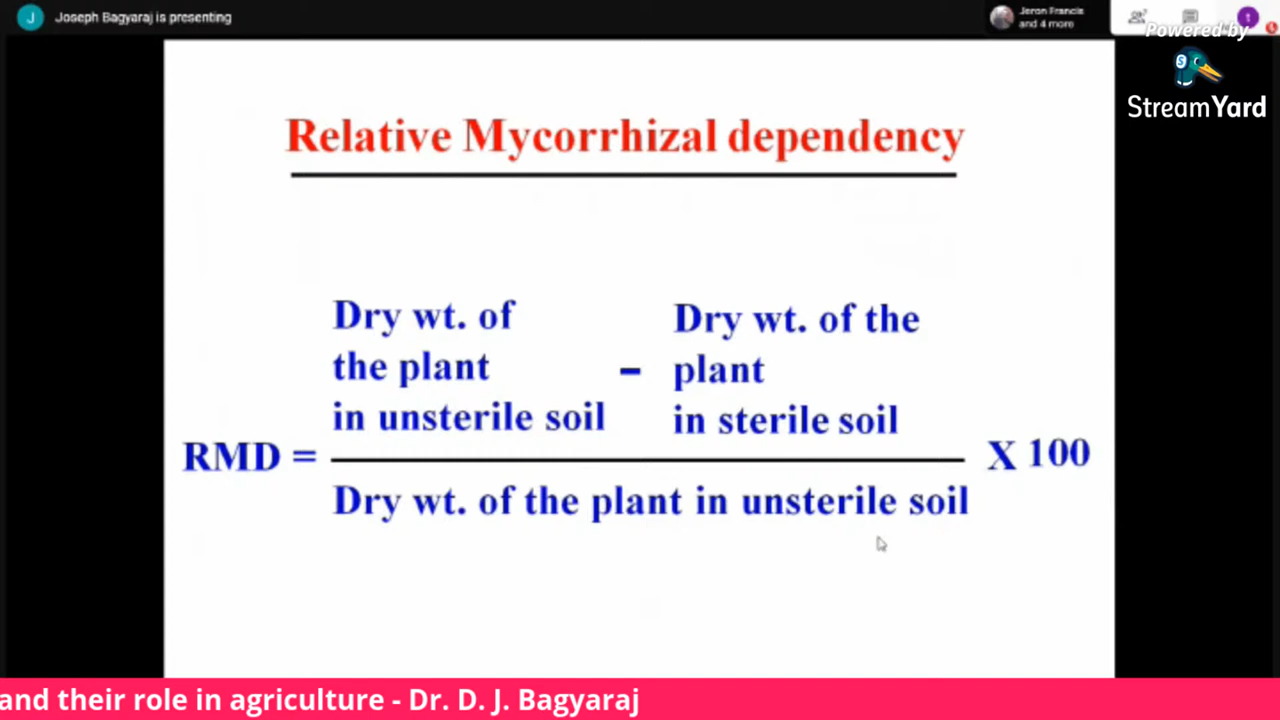 J
Joseph Bagyaraj is presenting
Jeron Francis
and 4 more
t
Powered by
S
StreamYard
Relative Mycorrhizal dependency
Dry wt. of
the plant
in unsterile soil
-
Dry wt. of the
plant
in sterile soil
RMD =
X 100
Dry wt. of the plant in unsterile soil
and their role in agriculture - Dr. D. J. Bagyaraj